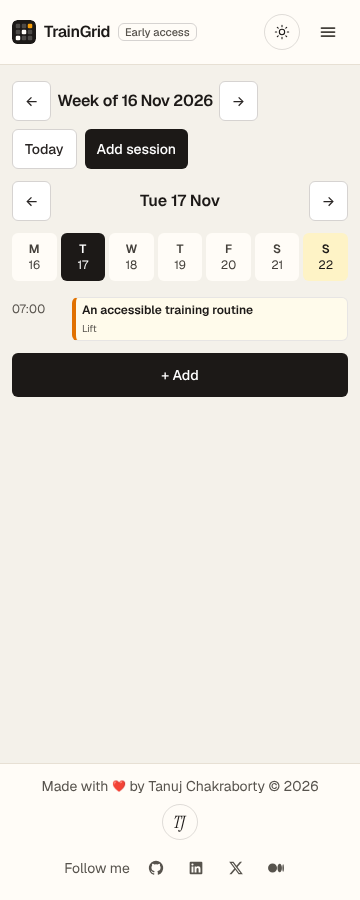 TrainGrid Early access
← Week of 16 Nov 2026 →
Today Add session
← Tue 17 Nov →
M T W T F S S
16 17 18 19 20 21 22
07:00 An accessible training routine
Lift
+ Add
Made with ❤️ by Tanuj Chakraborty © 2026
TJ
Follow me